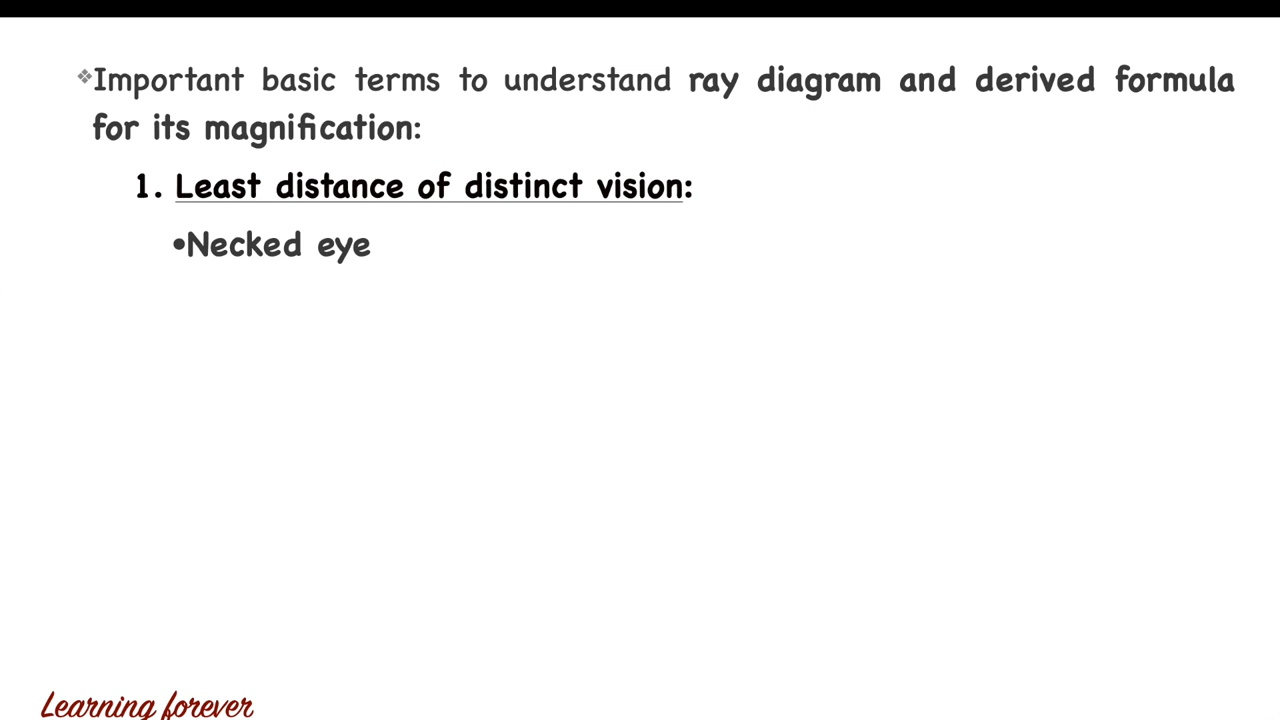 ❖Important basic terms to understand ray diagram and derived formula
for its magnification:
1. Least distance of distinct vision:
•Necked eye
Learning forever